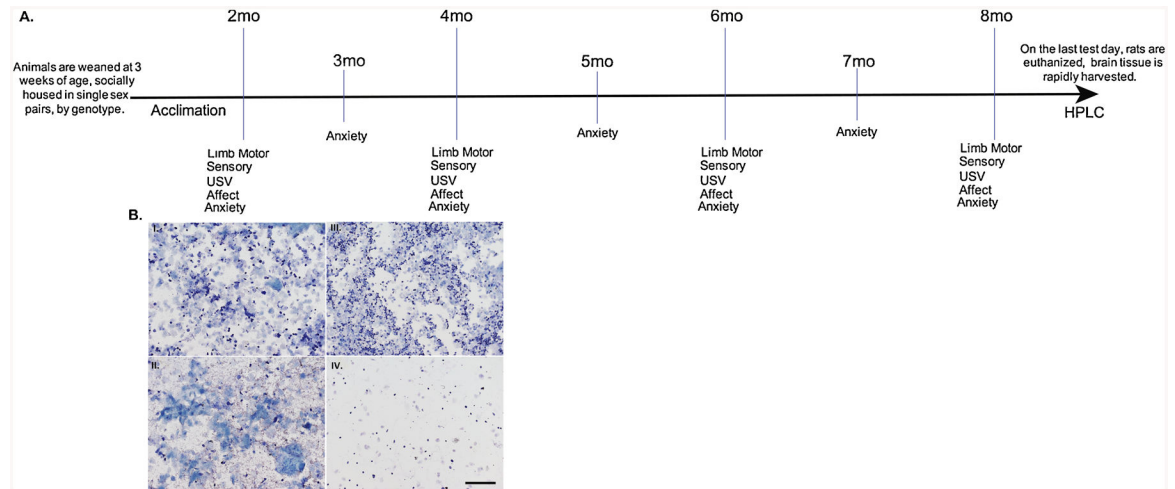 A.
2mo
4mo
6mo
8mo
3mo
5mo
7mo
Animals are weaned at 3
weeks of age, socially
housed in single sex
pairs, by genotype.
On the last test day, rats are
euthanized, brain tissue is
rapidly harvested.
Acclimation
HPLC
Anxiety
Anxiety
Anxiety
Limb Motor
Sensory
USV
Affect
Anxiety
Limb Motor
Sensory
USV
Affect
Anxiety
Limb Motor
Sensory
USV
Affect
Anxiety
Limb Motor
Sensory
USV
Affect
Anxiety
B.
I.
III.
II.
IV.